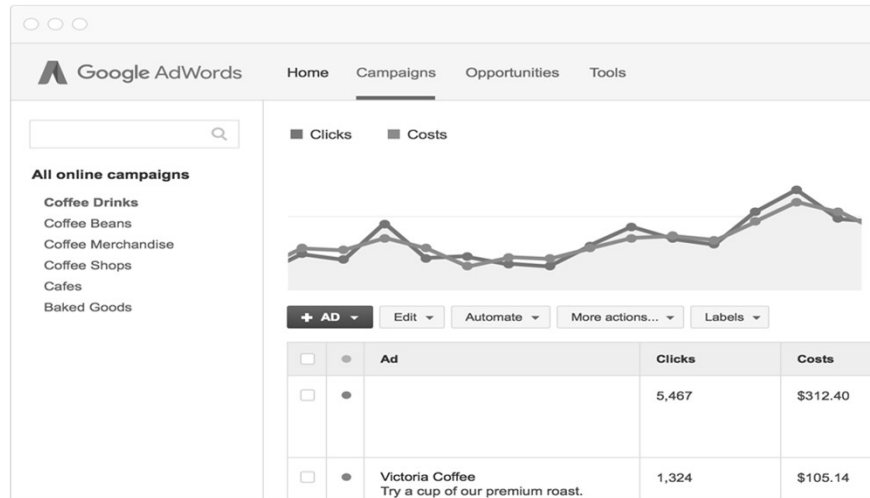 Google AdWords
Home Campaigns Opportunities Tools
All online campaigns
Coffee Drinks
Coffee Beans
Coffee Merchandise
Coffee Shops
Cafes
Baked Goods
Clicks Costs
+ AD Edit Automate More actions... Labels
Ad Clicks Costs
5,467 $312.40
Victoria Coffee 1,324 $105.14
Try a cup of our premium roast.